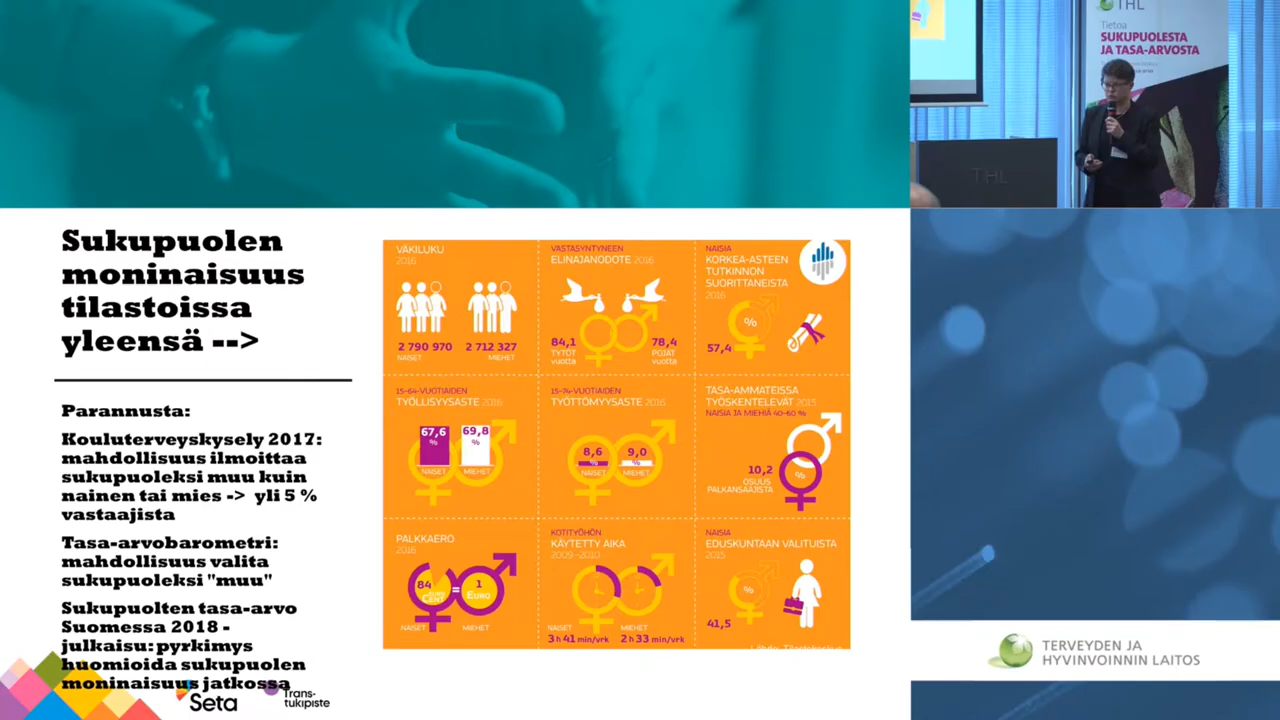 THL
Tietoa
SUKUPUOLESTA
JA TASA-ARVOSTA
THL
Sukupuolen
moninaisuus
tilastoissa
yleensä -->
Parannusta:
Kouluterveyskysely 2017:
mahdollisuus ilmoittaa
sukupuoleksi muu kuin
nainen tai mies -> yli 5 %
vastaajista
Tasa-arvobarometri:
mahdollisuus valita
sukupuoleksi "muu"
Sukupuolten tasa-arvo
Suomessa 2018 -
julkaisu: pyrkimys
huomioida sukupuolen
moninaisuus jatkossa
Seta
Trans-
tukipiste
VÄKILUKU
2016
2 790 970
NAISET
2 712 327
MIEHET
VASTASYNTYNEEN
ELINAJANODOTE 2016
84,1
TYTÖT
vuotta
78,4
POJAT
vuotta
NAISIA
KORKEA-ASTEEN
TUTKINNON
SUORITTANEISTA
2016
%
57,4
15-64-VUOTIAIDEN
TYÖLLISYYSASTE 2016
67,6
%
NAISET
69,8
%
MIEHET
15-74-VUOTIAIDEN
TYÖTTÖMYYSASTE 2016
8,6
%
NAISET
9,0
%
MIEHET
TASA-AMMATEISSA
TYÖSKENTELEVÄT 2015
NAISIA JA MIEHIÄ 40-60 %
10,2
OSUUS
PALKANSAAJISTA
%
PALKKAERO
2016
84
CENT
=
1
EURO
NAISET
MIEHET
KOTITYÖHÖN
KÄYTETTY AIKA
2009-2010
NAISET
3 h 41 min/vrk
MIEHET
2 h 33 min/vrk
NAISIA
EDUSKUNTAAN VALITUISTA
2015
%
41,5
TERVEYDEN JA
HYVINVOINNIN LAITOS